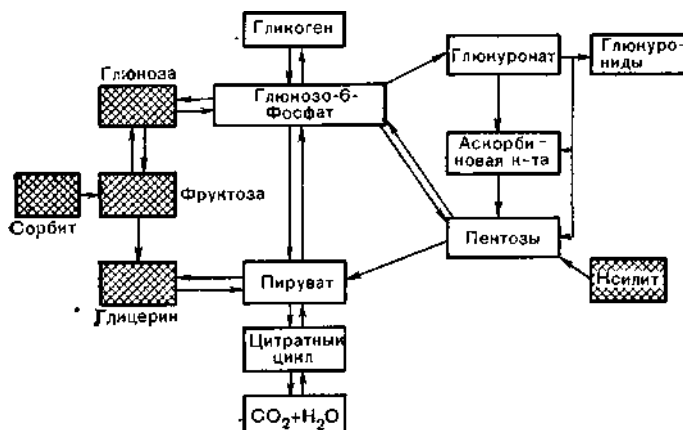 Гликоген
Глюкоза
Глюкозо-6-
Фосфат
Глюкуронат
Глюкуро-
ниды
Аскорби-
новая к-та
Фруктоза
Сорбит
Пентозы
Пируват
Ксилит
Глицерин
Цитратный
цикл
CO₂+H₂O